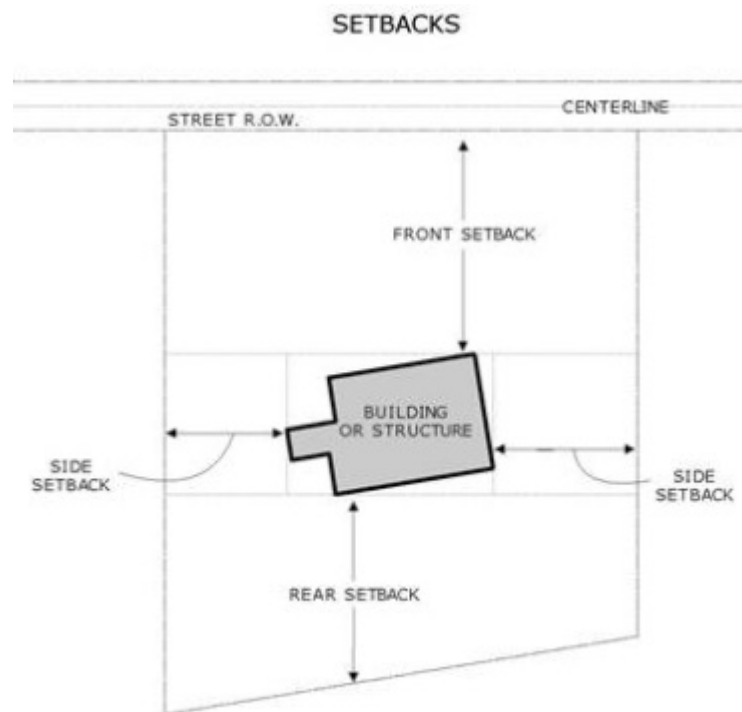 SETBACKS
CENTERLINE
STREET R.O.W.
FRONT SETBACK
BUILDING
OR STRUCTURE
SIDE
SETBACK
SIDE
SETBACK
REAR SETBACK